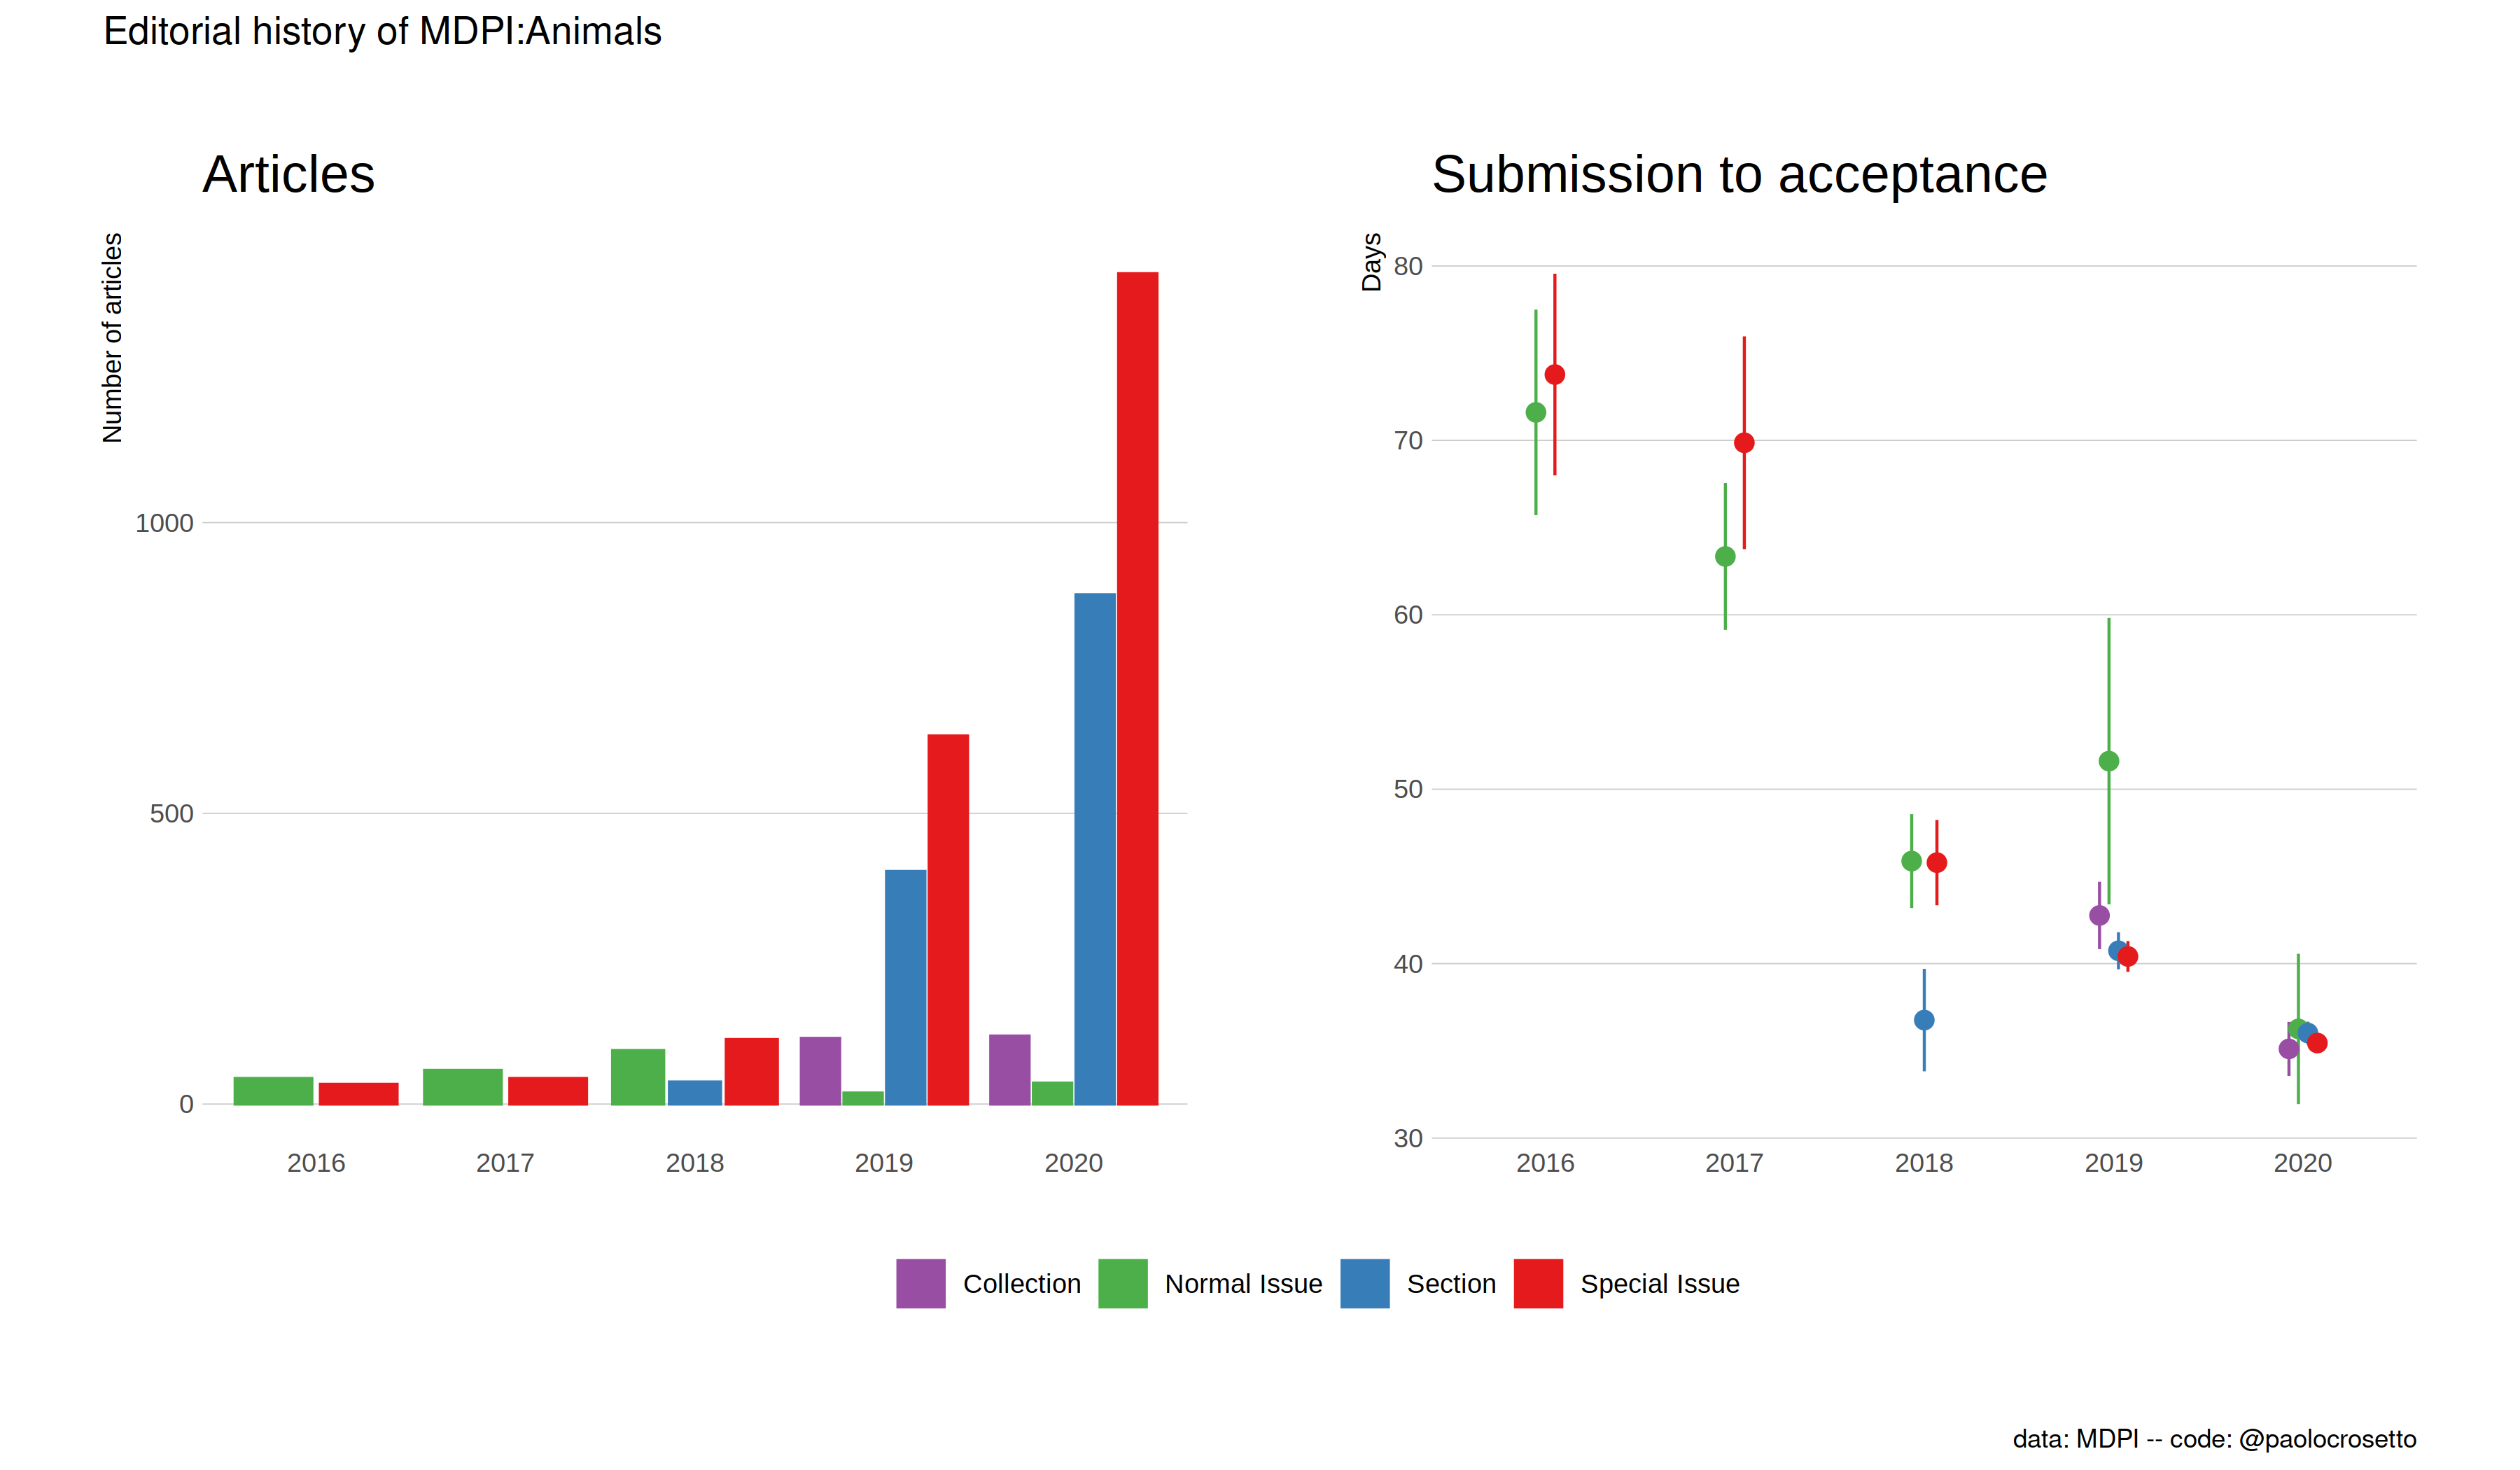 Editorial history of MDPI:Animals
Articles
Number of articles
1000
500
0
2016 2017 2018 2019 2020
Submission to acceptance
Days
80
70
60
50
40
30
2016 2017 2018 2019 2020
Collection Normal Issue Section Special Issue
data: MDPI -- code: @paolocrosetto